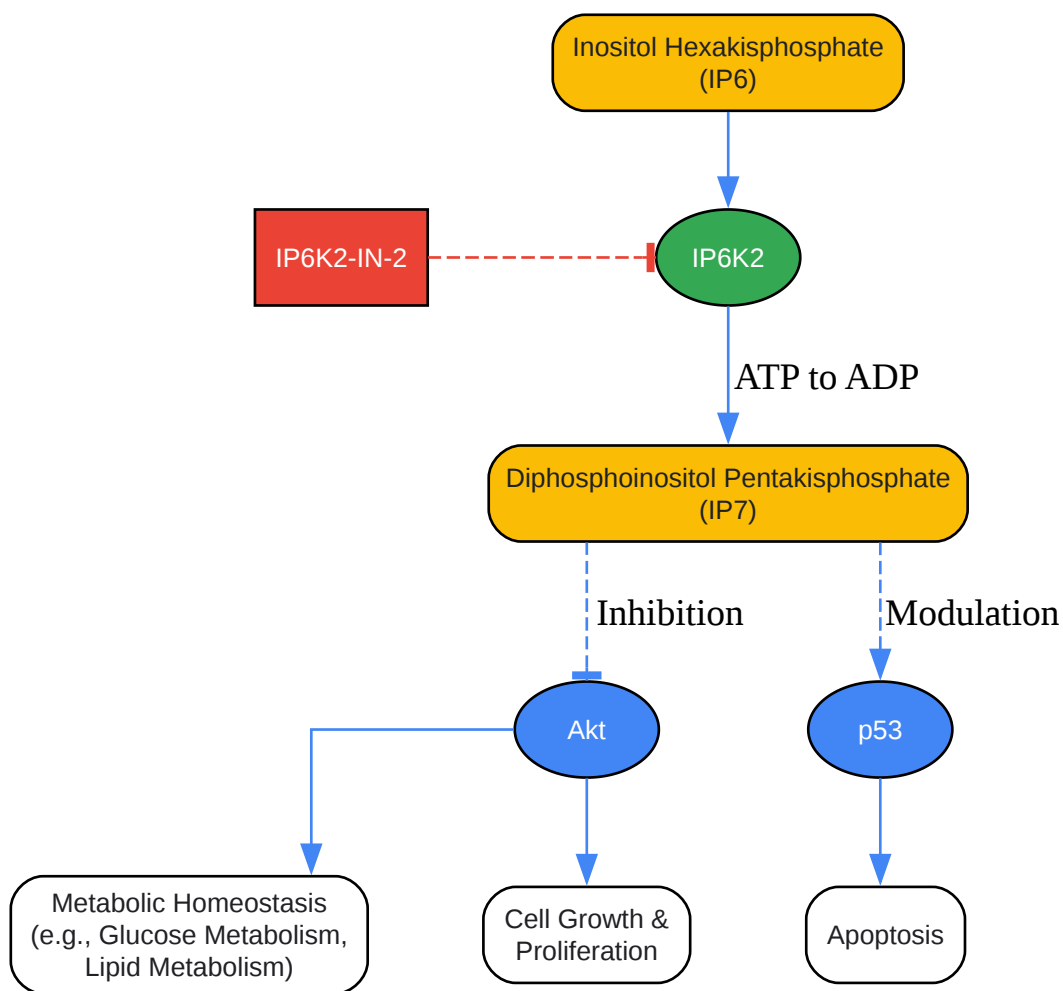 Inositol Hexakisphosphate
(IP6)
IP6K2-IN-2
IP6K2
ATP to ADP
Diphosphoinositol Pentakisphosphate
(IP7)
Inhibition
Modulation
Akt
p53
Metabolic Homeostasis
(e.g., Glucose Metabolism,
Lipid Metabolism)
Cell Growth &
Proliferation
Apoptosis